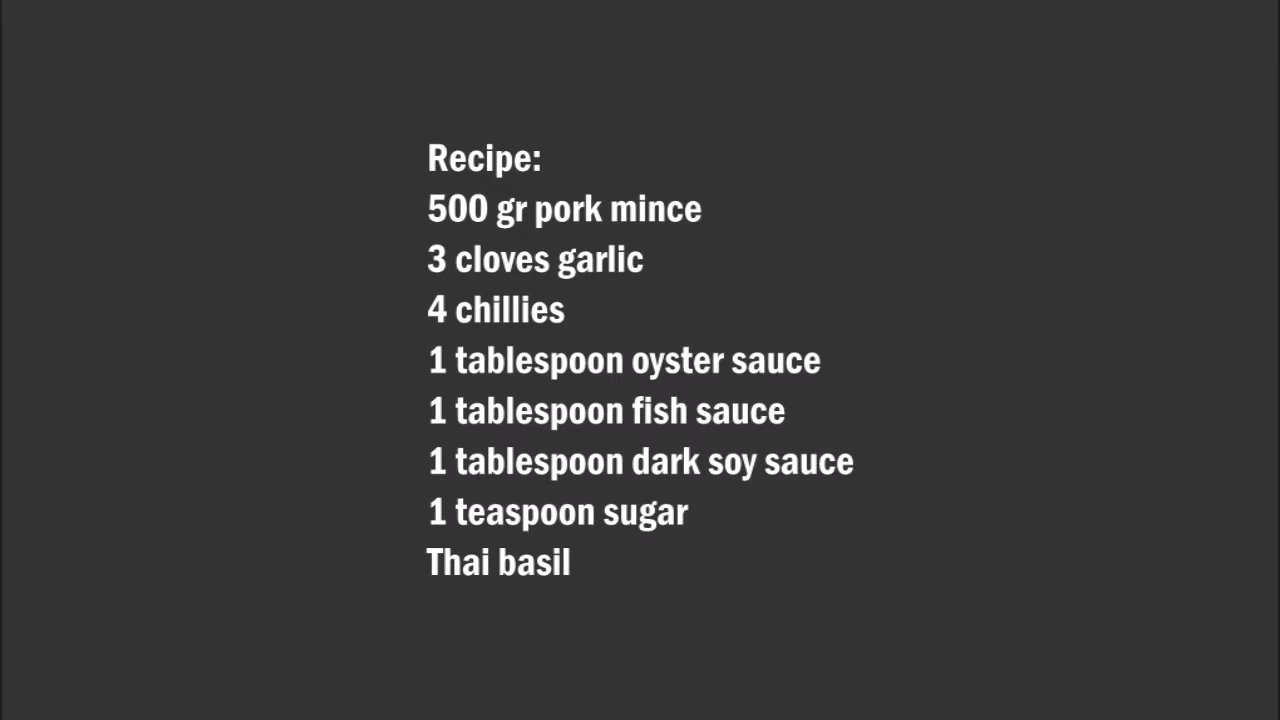 Recipe:
500 gr pork mince
3 cloves garlic
4 chillies
1 tablespoon oyster sauce
1 tablespoon fish sauce
1 tablespoon dark soy sauce
1 teaspoon sugar
Thai basil